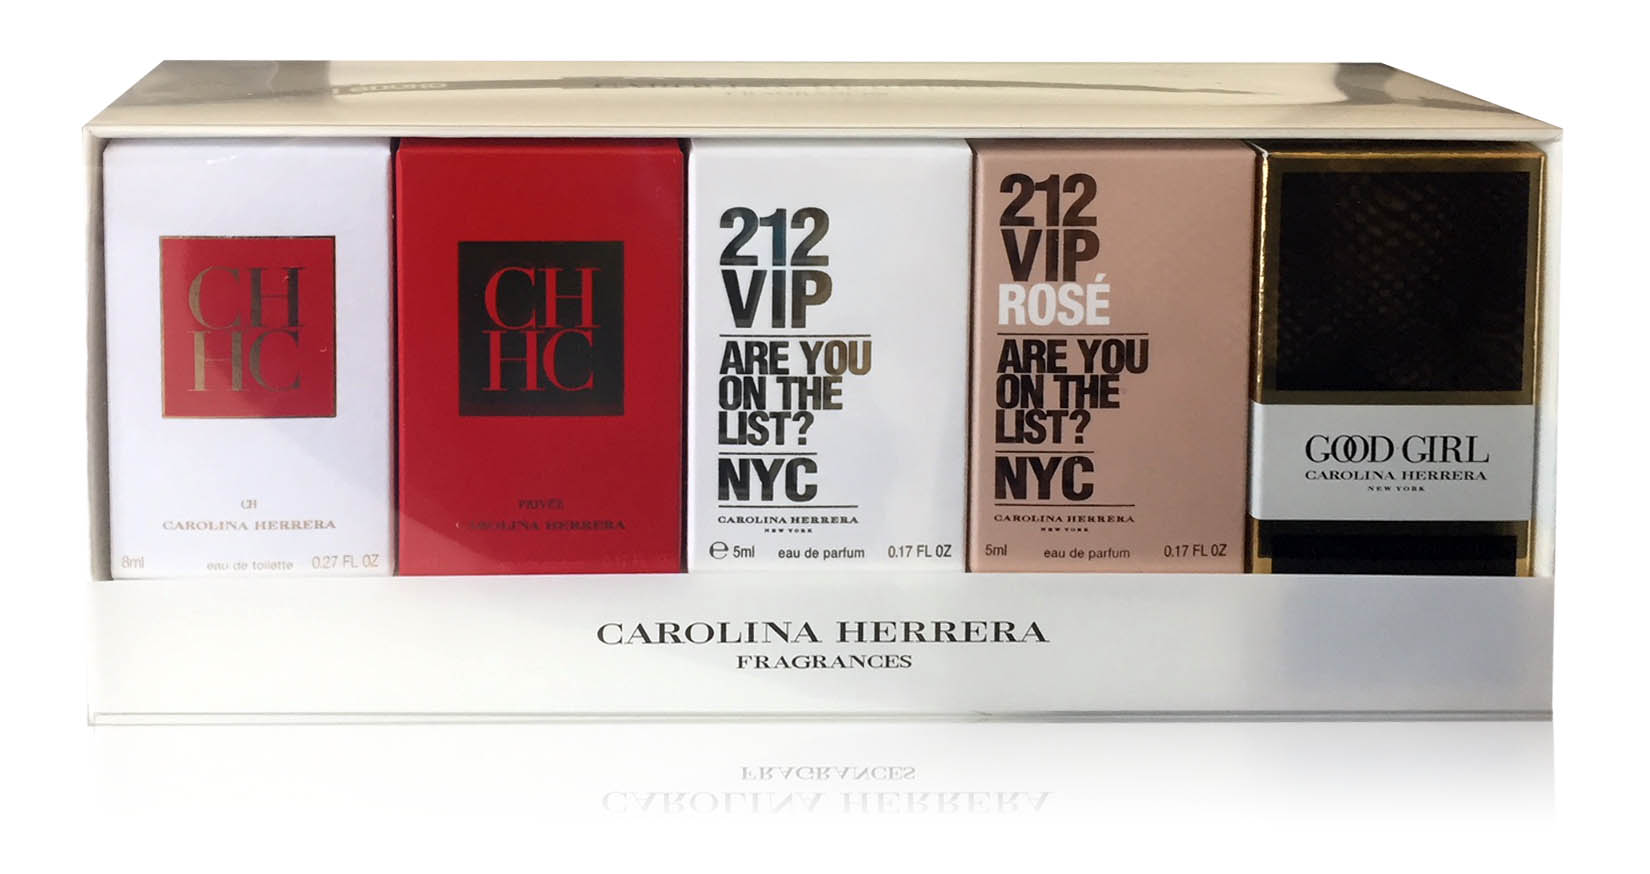 CAROLINA HERRERA
FRAGRANCES
CH
HC
CH
CAROLINA HERRERA
8ml eau de toilette 0.27 FL OZ
CH
HC
PRIVÉE
CAROLINA HERRERA
212
VIP
ARE YOU
ON THE
LIST?
NYC
CAROLINA HERRERA
NEW YORK
e 5ml eau de parfum 0.17 FL OZ
212
VIP
ROSÉ
ARE YOU
ON THE
LIST?
NYC
CAROLINA HERRERA
NEW YORK
5ml eau de parfum 0.17 FL OZ
GOOD GIRL
CAROLINA HERRERA
NEW YORK
CAROLINA HERRERA
FRAGRANCES